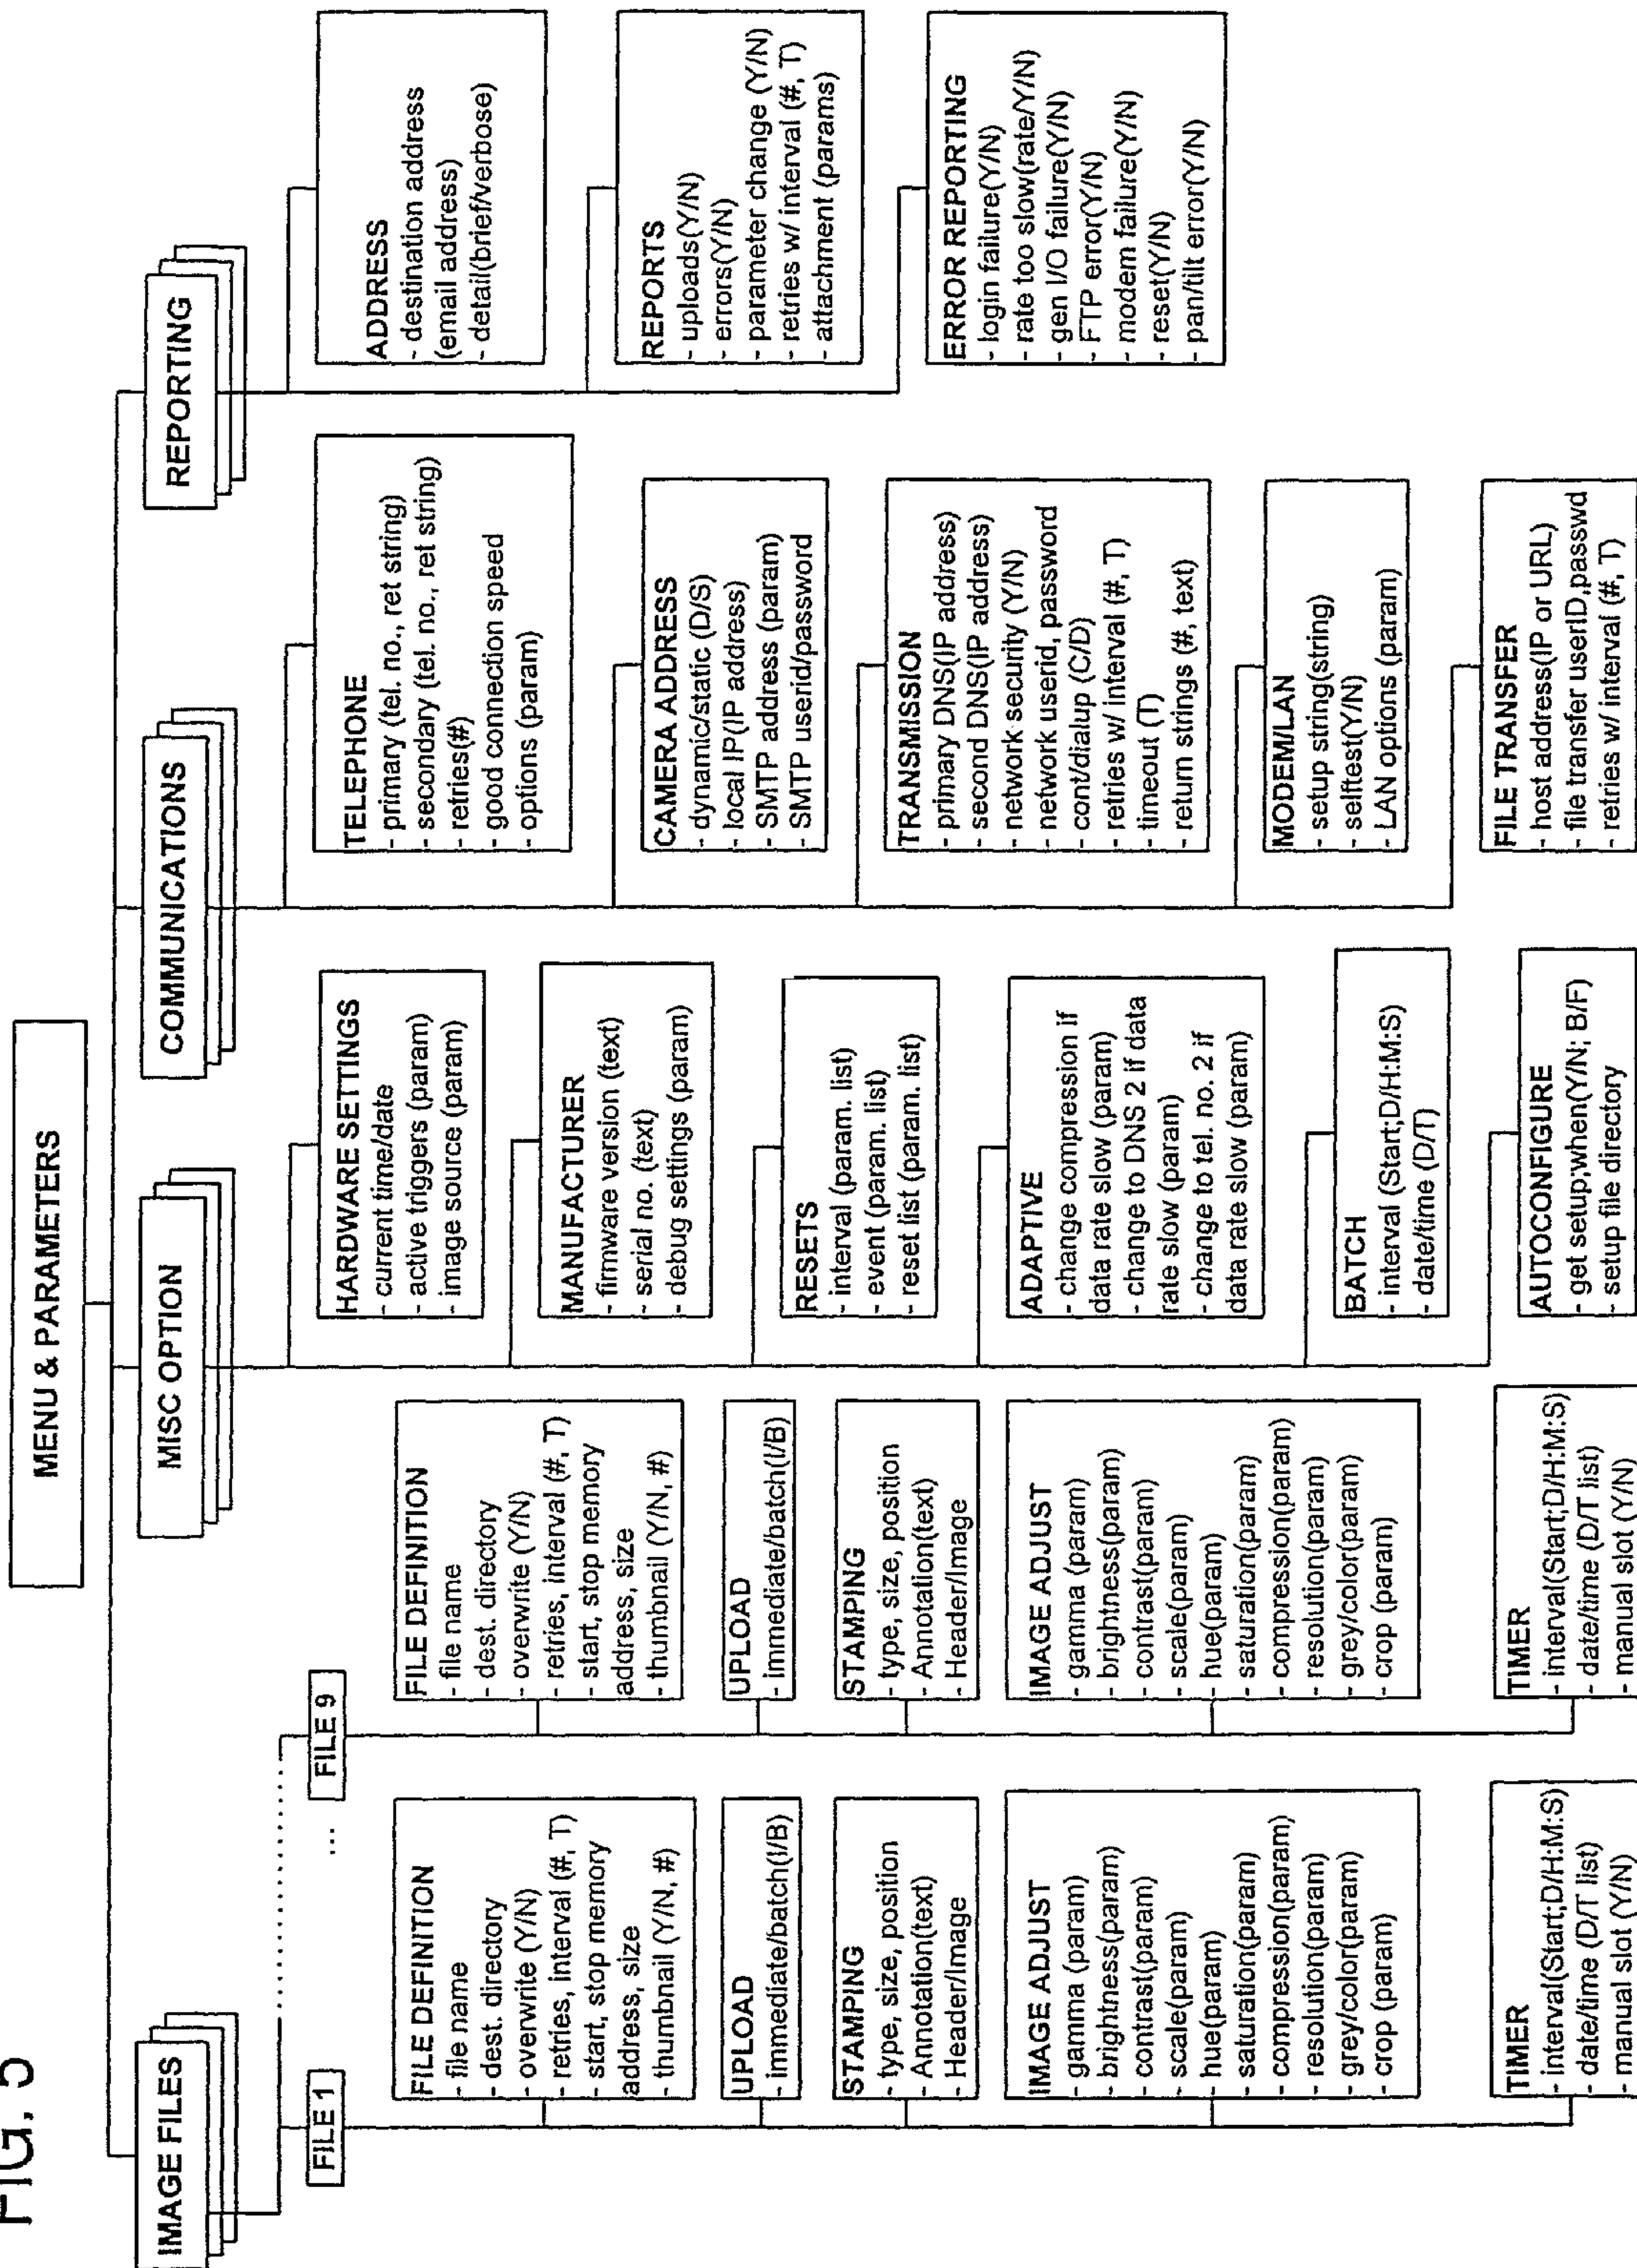 FIG. 5
MENU & PARAMETERS
IMAGE FILES
FILE 1
FILE DEFINITION
- file name
- dest. directory
- overwrite (Y/N)
- retries, interval (#, T)
- start, stop memory
address, size
- thumbnail (Y/N, #)
UPLOAD
- immediate/batch(I/B)
STAMPING
- type, size, position
- Annotation(text)
- Header/Image
IMAGE ADJUST
- gamma (param)
- brightness(param)
- contrast(param)
- scale(param)
- hue(param)
- saturation(param)
- compression(param)
- resolution(param)
- grey/color(param)
- crop (param)
TIMER
- interval(Start;D/H:M:S)
- date/time (D/T list)
- manual slot (Y/N)
...
FILE 9
FILE DEFINITION
- file name
- dest. directory
- overwrite (Y/N)
- retries, interval (#, T)
- start, stop memory
address, size
- thumbnail (Y/N, #)
UPLOAD
- immediate/batch(I/B)
STAMPING
- type, size, position
- Annotation(text)
- Header/Image
IMAGE ADJUST
- gamma (param)
- brightness(param)
- contrast(param)
- scale(param)
- hue(param)
- saturation(param)
- compression(param)
- resolution(param)
- grey/color(param)
- crop (param)
TIMER
- interval(Start;D/H:M:S)
- date/time (D/T list)
- manual slot (Y/N)
MISC OPTION
HARDWARE SETTINGS
- current time/date
- active triggers (param)
- image source (param)
MANUFACTURER
- firmware version (text)
- serial no. (text)
- debug settings (param)
RESETS
- interval (param. list)
- event (param. list)
- reset list (param. list)
ADAPTIVE
- change compression if
data rate slow (param)
- change to DNS 2 if data
rate slow (param)
- change to tel. no. 2 if
data rate slow (param)
BATCH
- interval (Start;D/H:M:S)
- date/time (D/T)
AUTOCONFIGURE
- get setup;when(Y/N; B/F)
- setup file directory
COMMUNICATIONS
TELEPHONE
- primary (tel. no., ret string)
- secondary (tel. no., ret string)
- retries(#)
- good connection speed
- options (param)
CAMERA ADDRESS
- dynamic/static (D/S)
- local IP(IP address)
- SMTP address (param)
- SMTP userid/password
TRANSMISSION
- primary DNS(IP address)
- second DNS(IP address)
- network security (Y/N)
- network userid, password
- cont/dialup (C/D)
- retries w/ interval (#, T)
- timeout (T)
- return strings (#, text)
MODEM/LAN
- setup string(string)
- selftest(Y/N)
- LAN options (param)
FILE TRANSFER
- host address(IP or URL)
- file transfer userID,passwd
- retries w/ interval (#, T)
REPORTING
ADDRESS
- destination address
(email address)
- detail(brief/verbose)
REPORTS
- uploads(Y/N)
- errors(Y/N)
- parameter change (Y/N)
- retries w/ interval (#, T)
- attachment (params)
ERROR REPORTING
- login failure(Y/N)
- rate too slow(rate/Y/N)
- gen I/O failure(Y/N)
- FTP error(Y/N)
- modem failure(Y/N)
- reset(Y/N)
- pan/tilt error(Y/N)